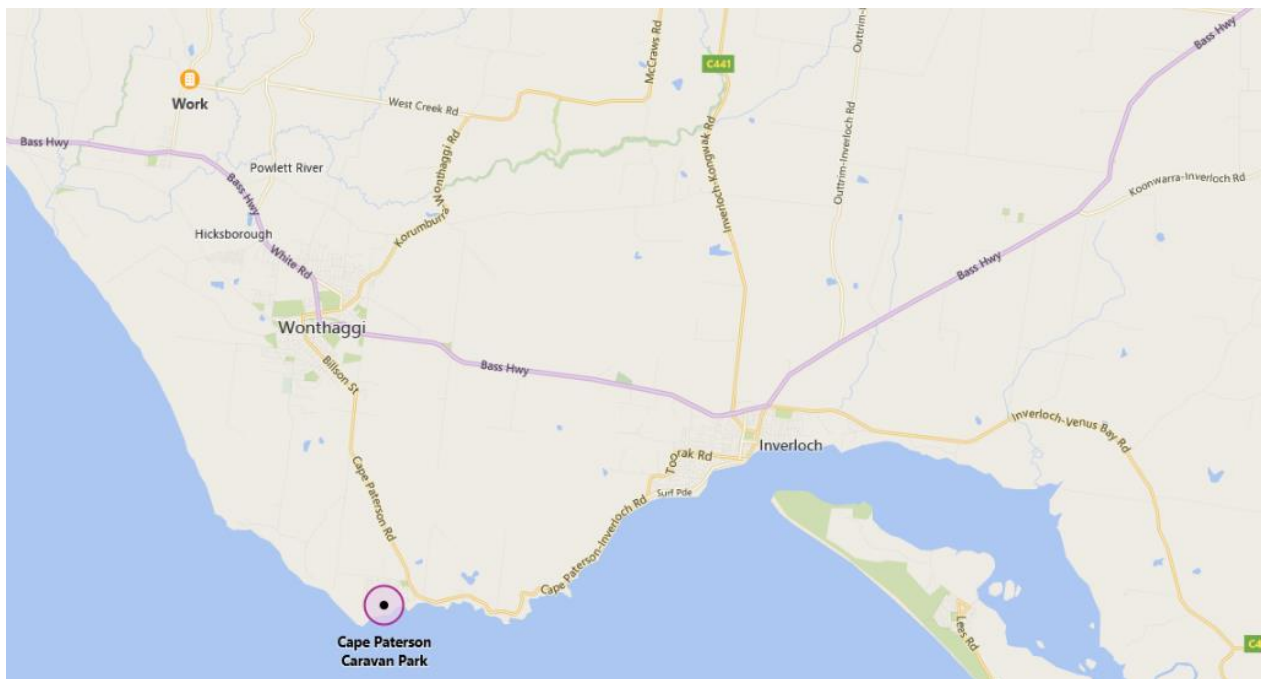 Outtrim-I
Bass Hwy
McCraws Rd
C441
Work
West Creek Rd
Bass Hwy
Powlett River
Korumburra Wonthaggi Rd
Inverloch-Kongwak Rd
Outtrim-Inverloch Rd
Koonwarra-Inverloch Rd
Bass Hwy
Hicksborough
White Rd
Bass Hwy
Wonthaggi
Bass Hwy
Billson St
Inverloch-Venus Bay Rd
Inverloch
Toorak Rd
Surf Pde
Cape Paterson Rd
Cape Paterson-Inverloch Rd
Lees Rd
Cape Paterson
Caravan Park